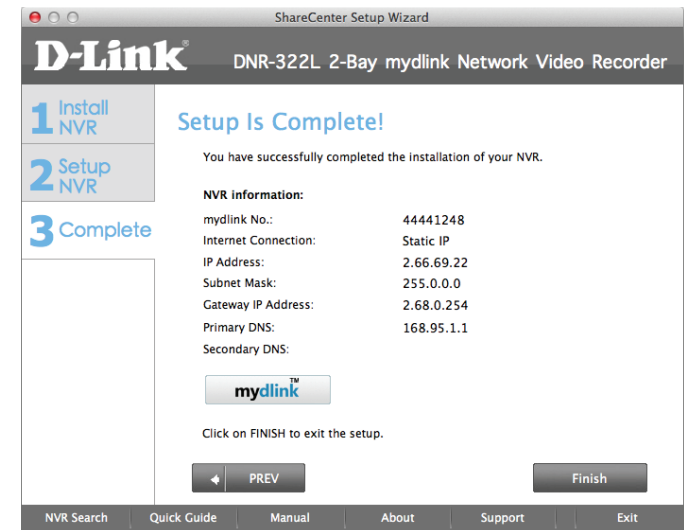 ShareCenter Setup Wizard
D-Link® DNR-322L 2-Bay mydlink Network Video Recorder
1 Install NVR
2 Setup NVR
3 Complete
Setup Is Complete!
You have successfully completed the installation of your NVR.
NVR information:
mydlink No.: 44441248
Internet Connection: Static IP
IP Address: 2.66.69.22
Subnet Mask: 255.0.0.0
Gateway IP Address: 2.68.0.254
Primary DNS: 168.95.1.1
Secondary DNS:
mydlink™
Click on FINISH to exit the setup.
PREV Finish
NVR Search Quick Guide Manual About Support Exit